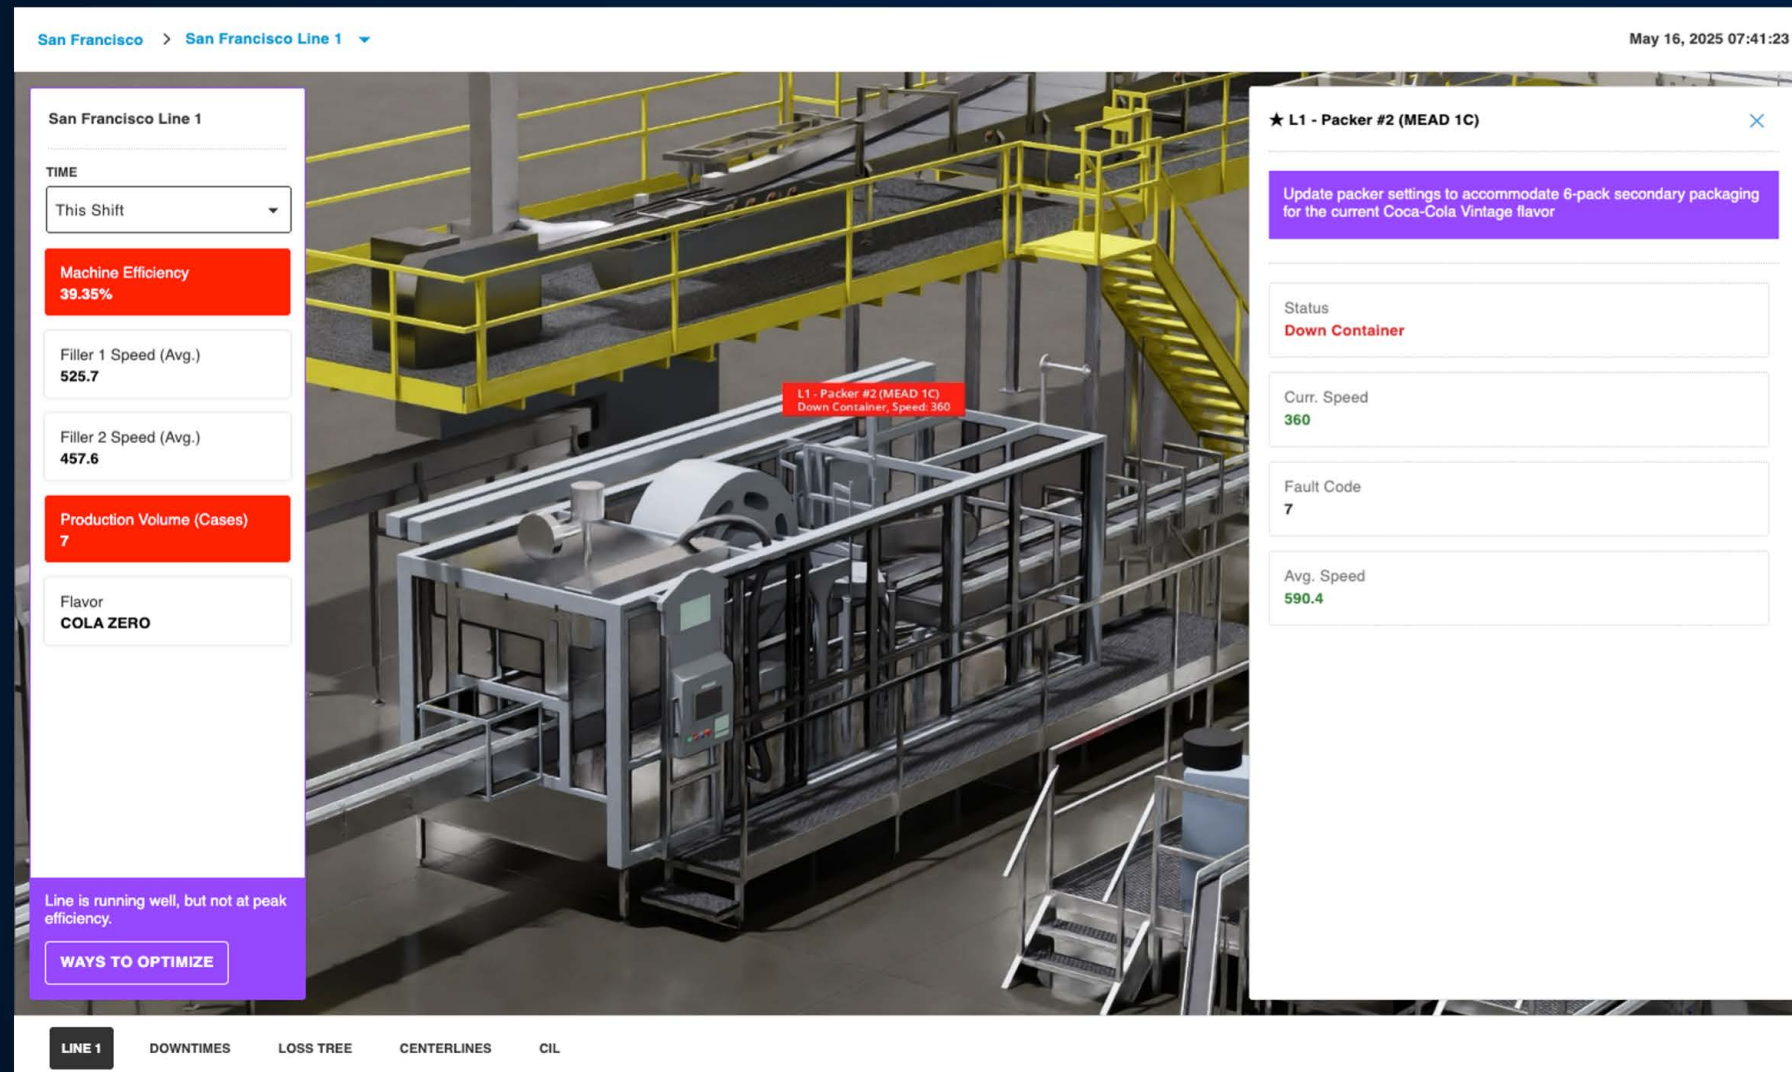 San Francisco > San Francisco Line 1
May 16, 2025 07:41:23
San Francisco Line 1
TIME
This Shift
Machine Efficiency
39.35%
Filler 1 Speed (Avg.)
525.7
Filler 2 Speed (Avg.)
457.6
Production Volume (Cases)
7
Flavor
COLA ZERO
Line is running well, but not at peak
efficiency.
WAYS TO OPTIMIZE
L1 - Packer #2 (MEAD 1C)
Down Container, Speed: 360
★ L1 - Packer #2 (MEAD 1C)
Update packer settings to accommodate 6-pack secondary packaging
for the current Coca-Cola Vintage flavor
Status
Down Container
Curr. Speed
360
Fault Code
7
Avg. Speed
590.4
LINE 1 DOWNTIMES LOSS TREE CENTERLINES CIL